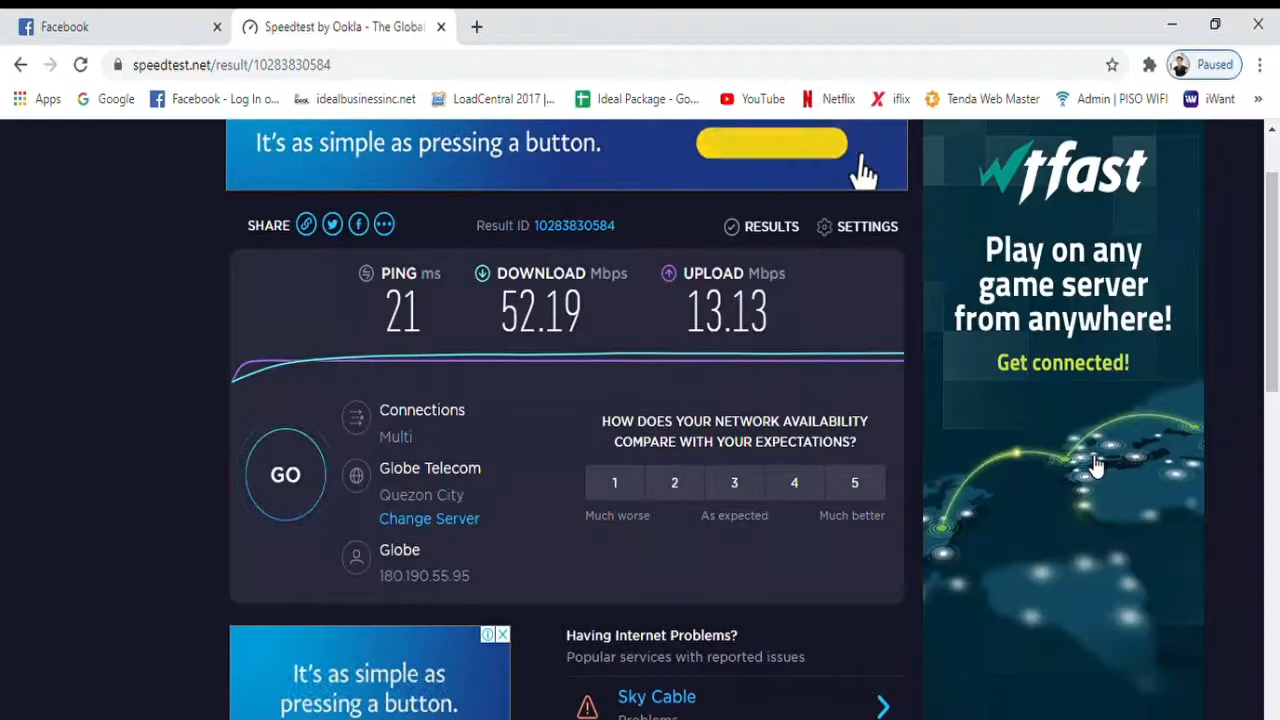 Facebook
Speedtest by Ookla - The Global
speedtest.net/result/10283830584
Paused
Apps
Google
Facebook - Log In o...
idealbusinessinc.net
LoadCentral 2017 |...
Ideal Package - Go...
YouTube
Netflix
iflix
Tenda Web Master
Admin | PISO WIFI
iWant
»
It's as simple as pressing a button.
SHARE
Result ID 10283830584
RESULTS
SETTINGS
PING ms
DOWNLOAD Mbps
UPLOAD Mbps
21
52.19
13.13
GO
Connections
Multi
Globe Telecom
Quezon City
Change Server
Globe
180.190.55.95
HOW DOES YOUR NETWORK AVAILABILITY
COMPARE WITH YOUR EXPECTATIONS?
1 2 3 4 5
Much worse As expected Much better
It's as simple as
pressing a button.
Having Internet Problems?
Popular services with reported issues
Sky Cable
Problems
wtfast
Play on any
game server
from anywhere!
Get connected!